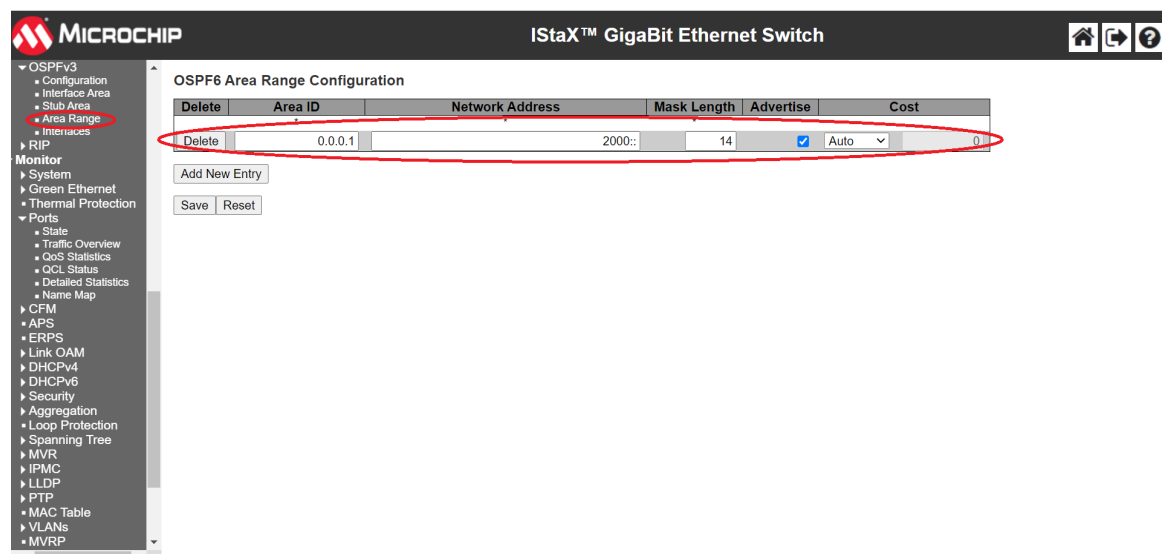 MICROCHIP
IStaX™ GigaBit Ethernet Switch
OSPFv3
Configuration
Interface Area
Stub Area
Area Range
Interfaces
RIP
Monitor
System
Green Ethernet
Thermal Protection
Ports
State
Traffic Overview
QoS Statistics
QCL Status
Detailed Statistics
Name Map
CFM
APS
ERPS
Link OAM
DHCPv4
DHCPv6
Security
Aggregation
Loop Protection
Spanning Tree
MVR
IPMC
LLDP
PTP
MAC Table
VLANs
MVRP
OSPF6 Area Range Configuration
Delete Area ID Network Address Mask Length Advertise Cost
* * *
Delete 0.0.0.1 2000:: 14 Auto 0
Add New Entry
Save Reset